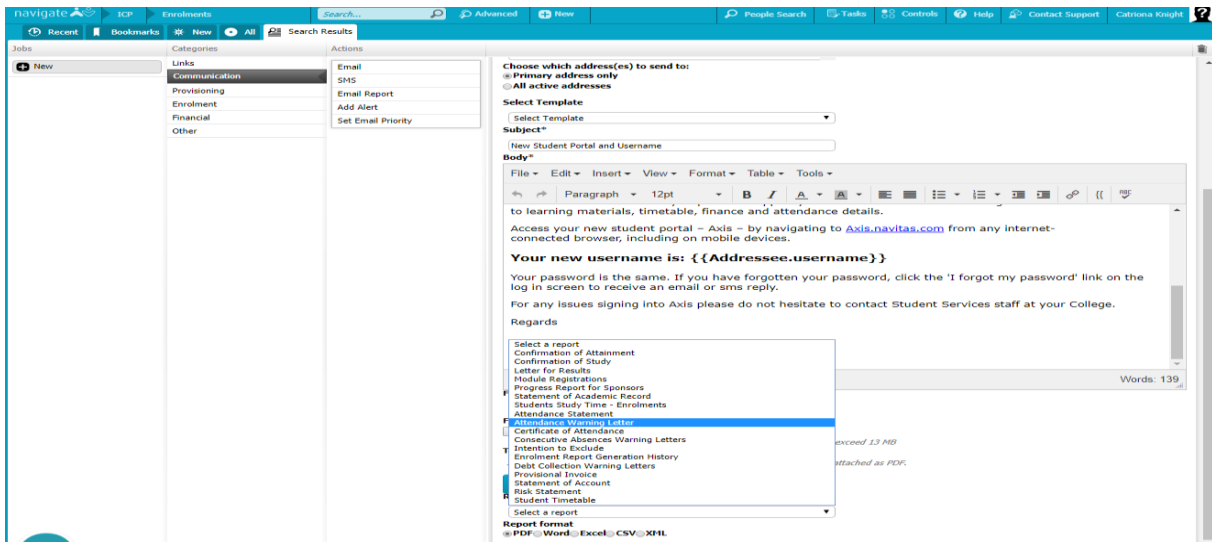 navigate ICP Enrolments Search... Advanced New People Search Tasks Controls Help Contact Support Catriona Knight
Recent Bookmarks New All Search Results
Jobs Categories Actions
New
Links
Communication
Provisioning
Enrolment
Financial
Other
Email
SMS
Email Report
Add Alert
Set Email Priority
Choose which address(es) to send to:
Primary address only
All active addresses
Select Template
Select Template
Subject*
New Student Portal and Username
Body*
File Edit Insert View Format Table Tools
Paragraph 12pt B I A A {{ ABC
to learning materials, timetable, finance and attendance details.
Access your new student portal – Axis – by navigating to Axis.navitas.com from any internet-
connected browser, including on mobile devices.
Your new username is: {{Addressee.username}}
Your password is the same. If you have forgotten your password, click the 'I forgot my password' link on the
log in screen to receive an email or sms reply.
For any issues signing into Axis please do not hesitate to contact Student Services staff at your College.
Regards
Select a report
Confirmation of Attainment
Confirmation of Study
Letter for Results
Module Registrations
Progress Report for Sponsors
Statement of Academic Record
Students Study Time - Enrolments
Attendance Statement
Attendance Warning Letter
Certificate of Attendance
Consecutive Absences Warning Letters
Intention to Exclude
Enrolment Report Generation History
Debt Collection Warning Letters
Provisional Invoice
Statement of Account
Risk Statement
Student Timetable
Words: 139
exceed 13 MB
attached as PDF.
Select a report
Report format
PDF Word Excel CSV XML